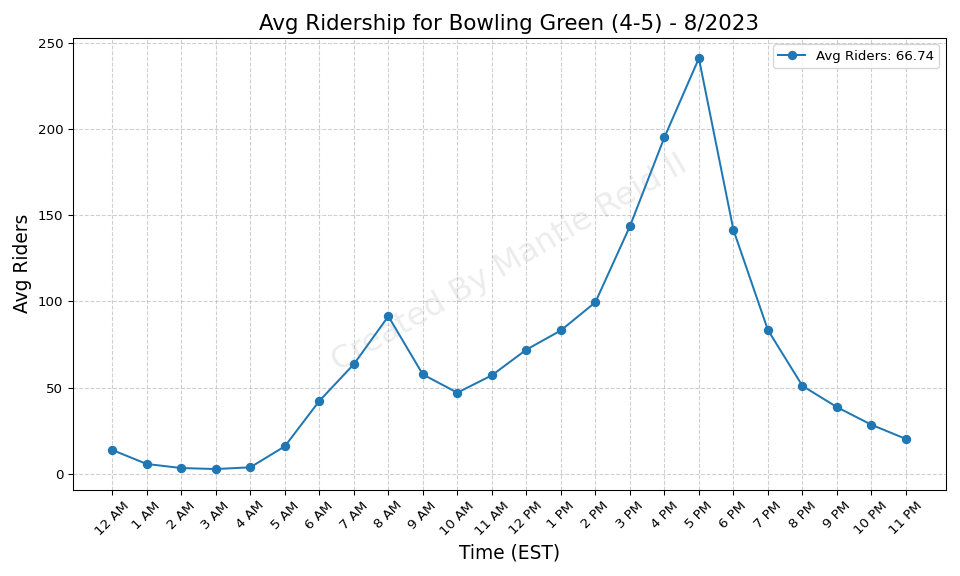 Avg Ridership for Bowling Green (4-5) - 8/2023
Avg Riders: 66.74
250
200
150
100
50
0
Avg Riders
Created By Mantle Reid II
12 AM
1 AM
2 AM
3 AM
4 AM
5 AM
6 AM
7 AM
8 AM
9 AM
10 AM
11 AM
12 PM
1 PM
2 PM
3 PM
4 PM
5 PM
6 PM
7 PM
8 PM
9 PM
10 PM
11 PM
Time (EST)